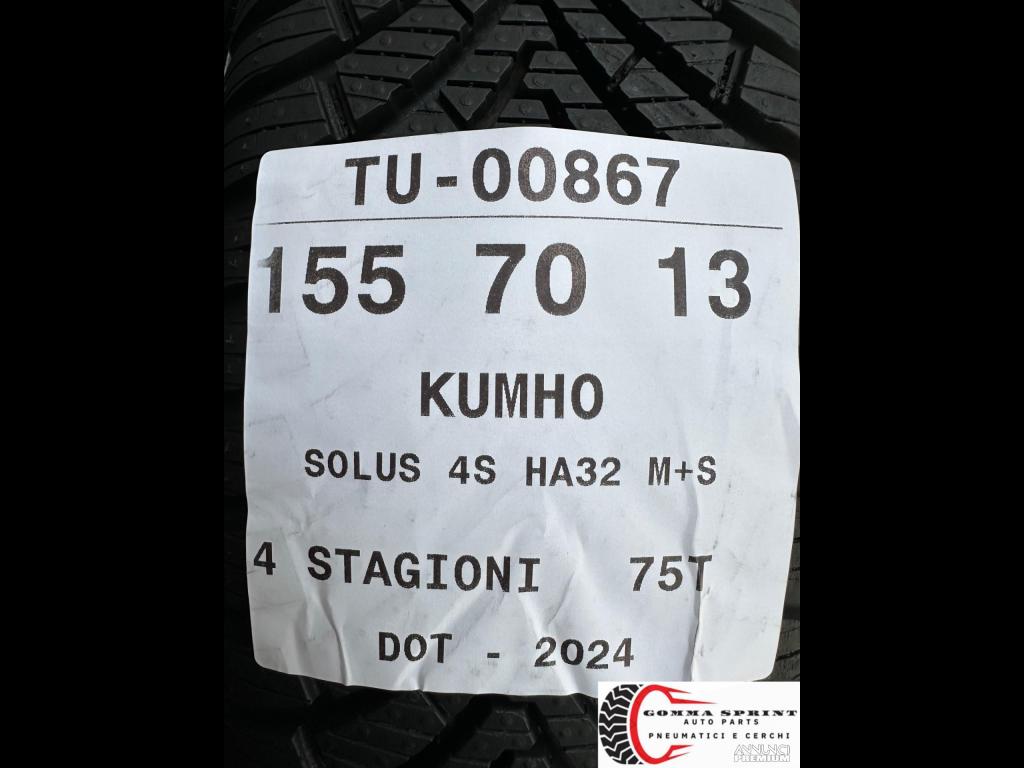 TU-00867
155 70 13
KUMHO
SOLUS 4S HA32 M+S
4 STAGIONI 75T
DOT - 2024
GOMMA SPRINT
AUTO PARTS
PNEUMATICI E CERCHI
ANNUNCI
PREMIUM